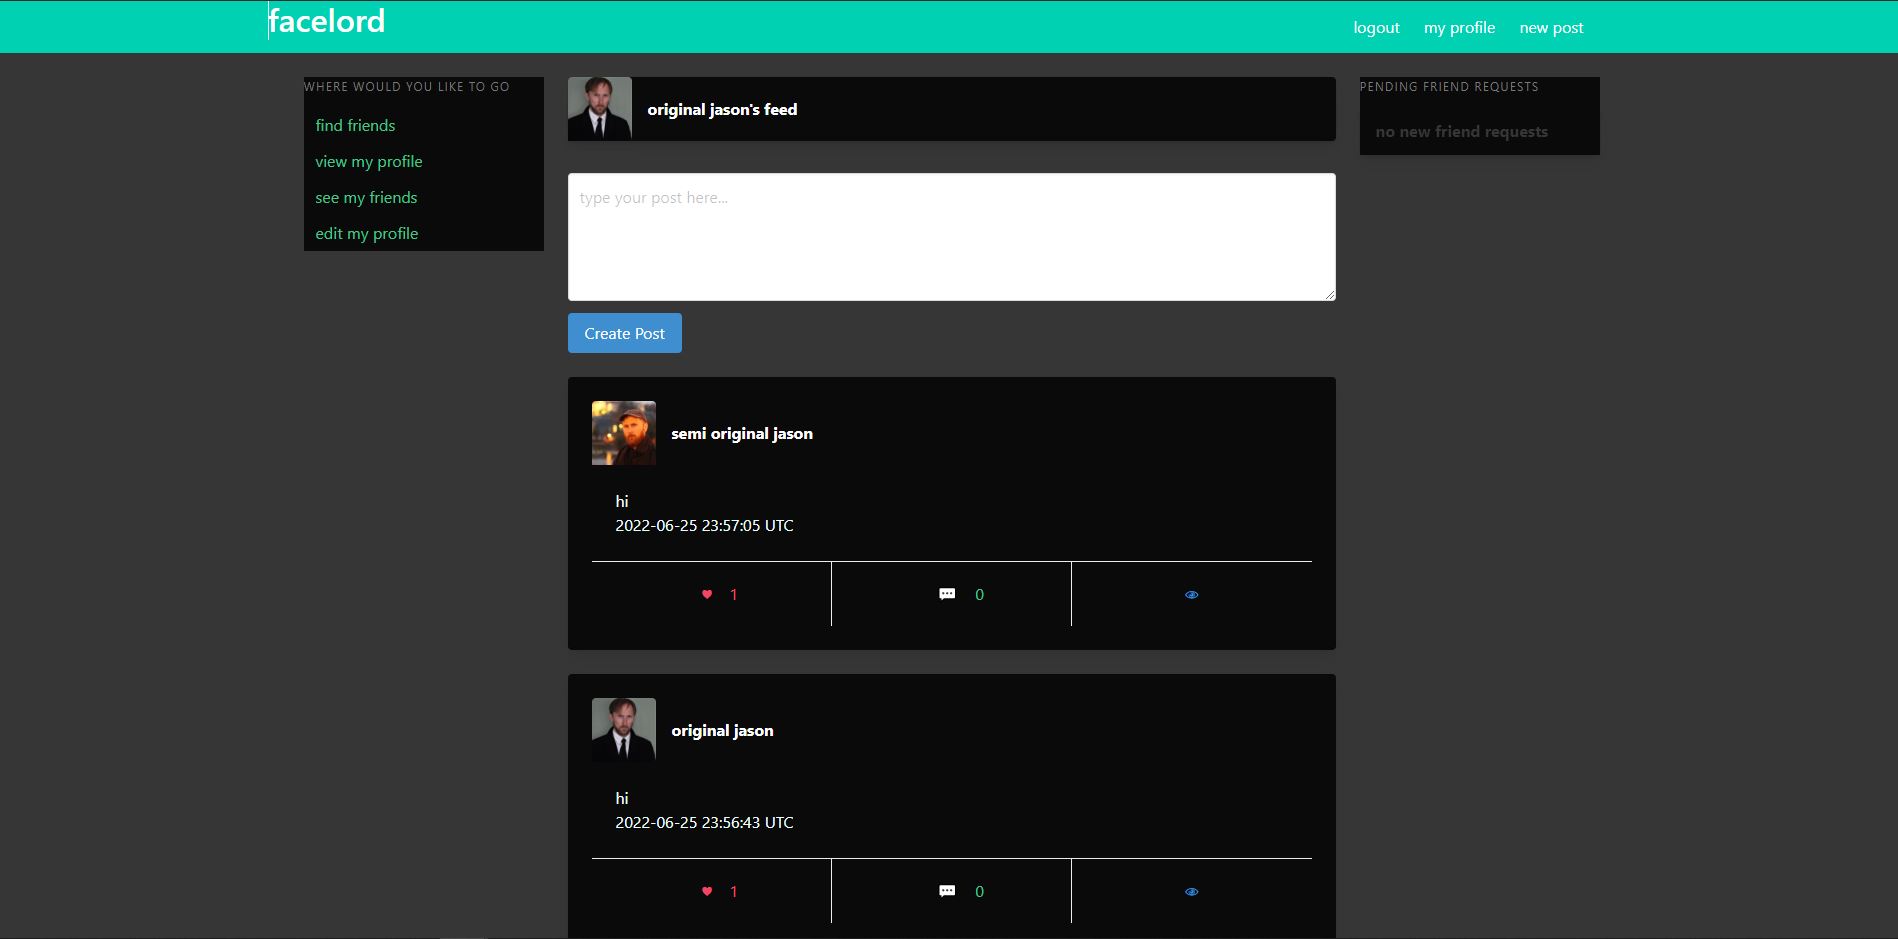 facelord
logout my profile new post
WHERE WOULD YOU LIKE TO GO
find friends
view my profile
see my friends
edit my profile
original jason's feed
type your post here...
Create Post
semi original jason
hi
2022-06-25 23:57:05 UTC
1 0
original jason
hi
2022-06-25 23:56:43 UTC
1 0
PENDING FRIEND REQUESTS
no new friend requests